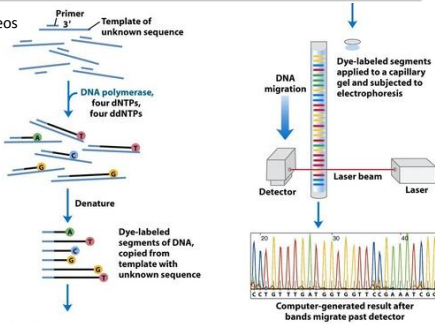 eos
Primer
3′
Template of
unknown sequence
DNA polymerase,
four dNTPs,
four ddNTPs
A
T
C
T
G
G
Denature
A
T
C
G
G
T
Dye-labeled
segments of DNA,
copied from
template with
unknown sequence
DNA
migration
Dye-labeled segments
applied to a capillary
gel and subjected to
electrophoresis
Detector
Laser beam
Laser
20
30
40
CCTGTTTGATGGTGGTTCCGAAATCGG
Computer-generated result after
bands migrate past detector